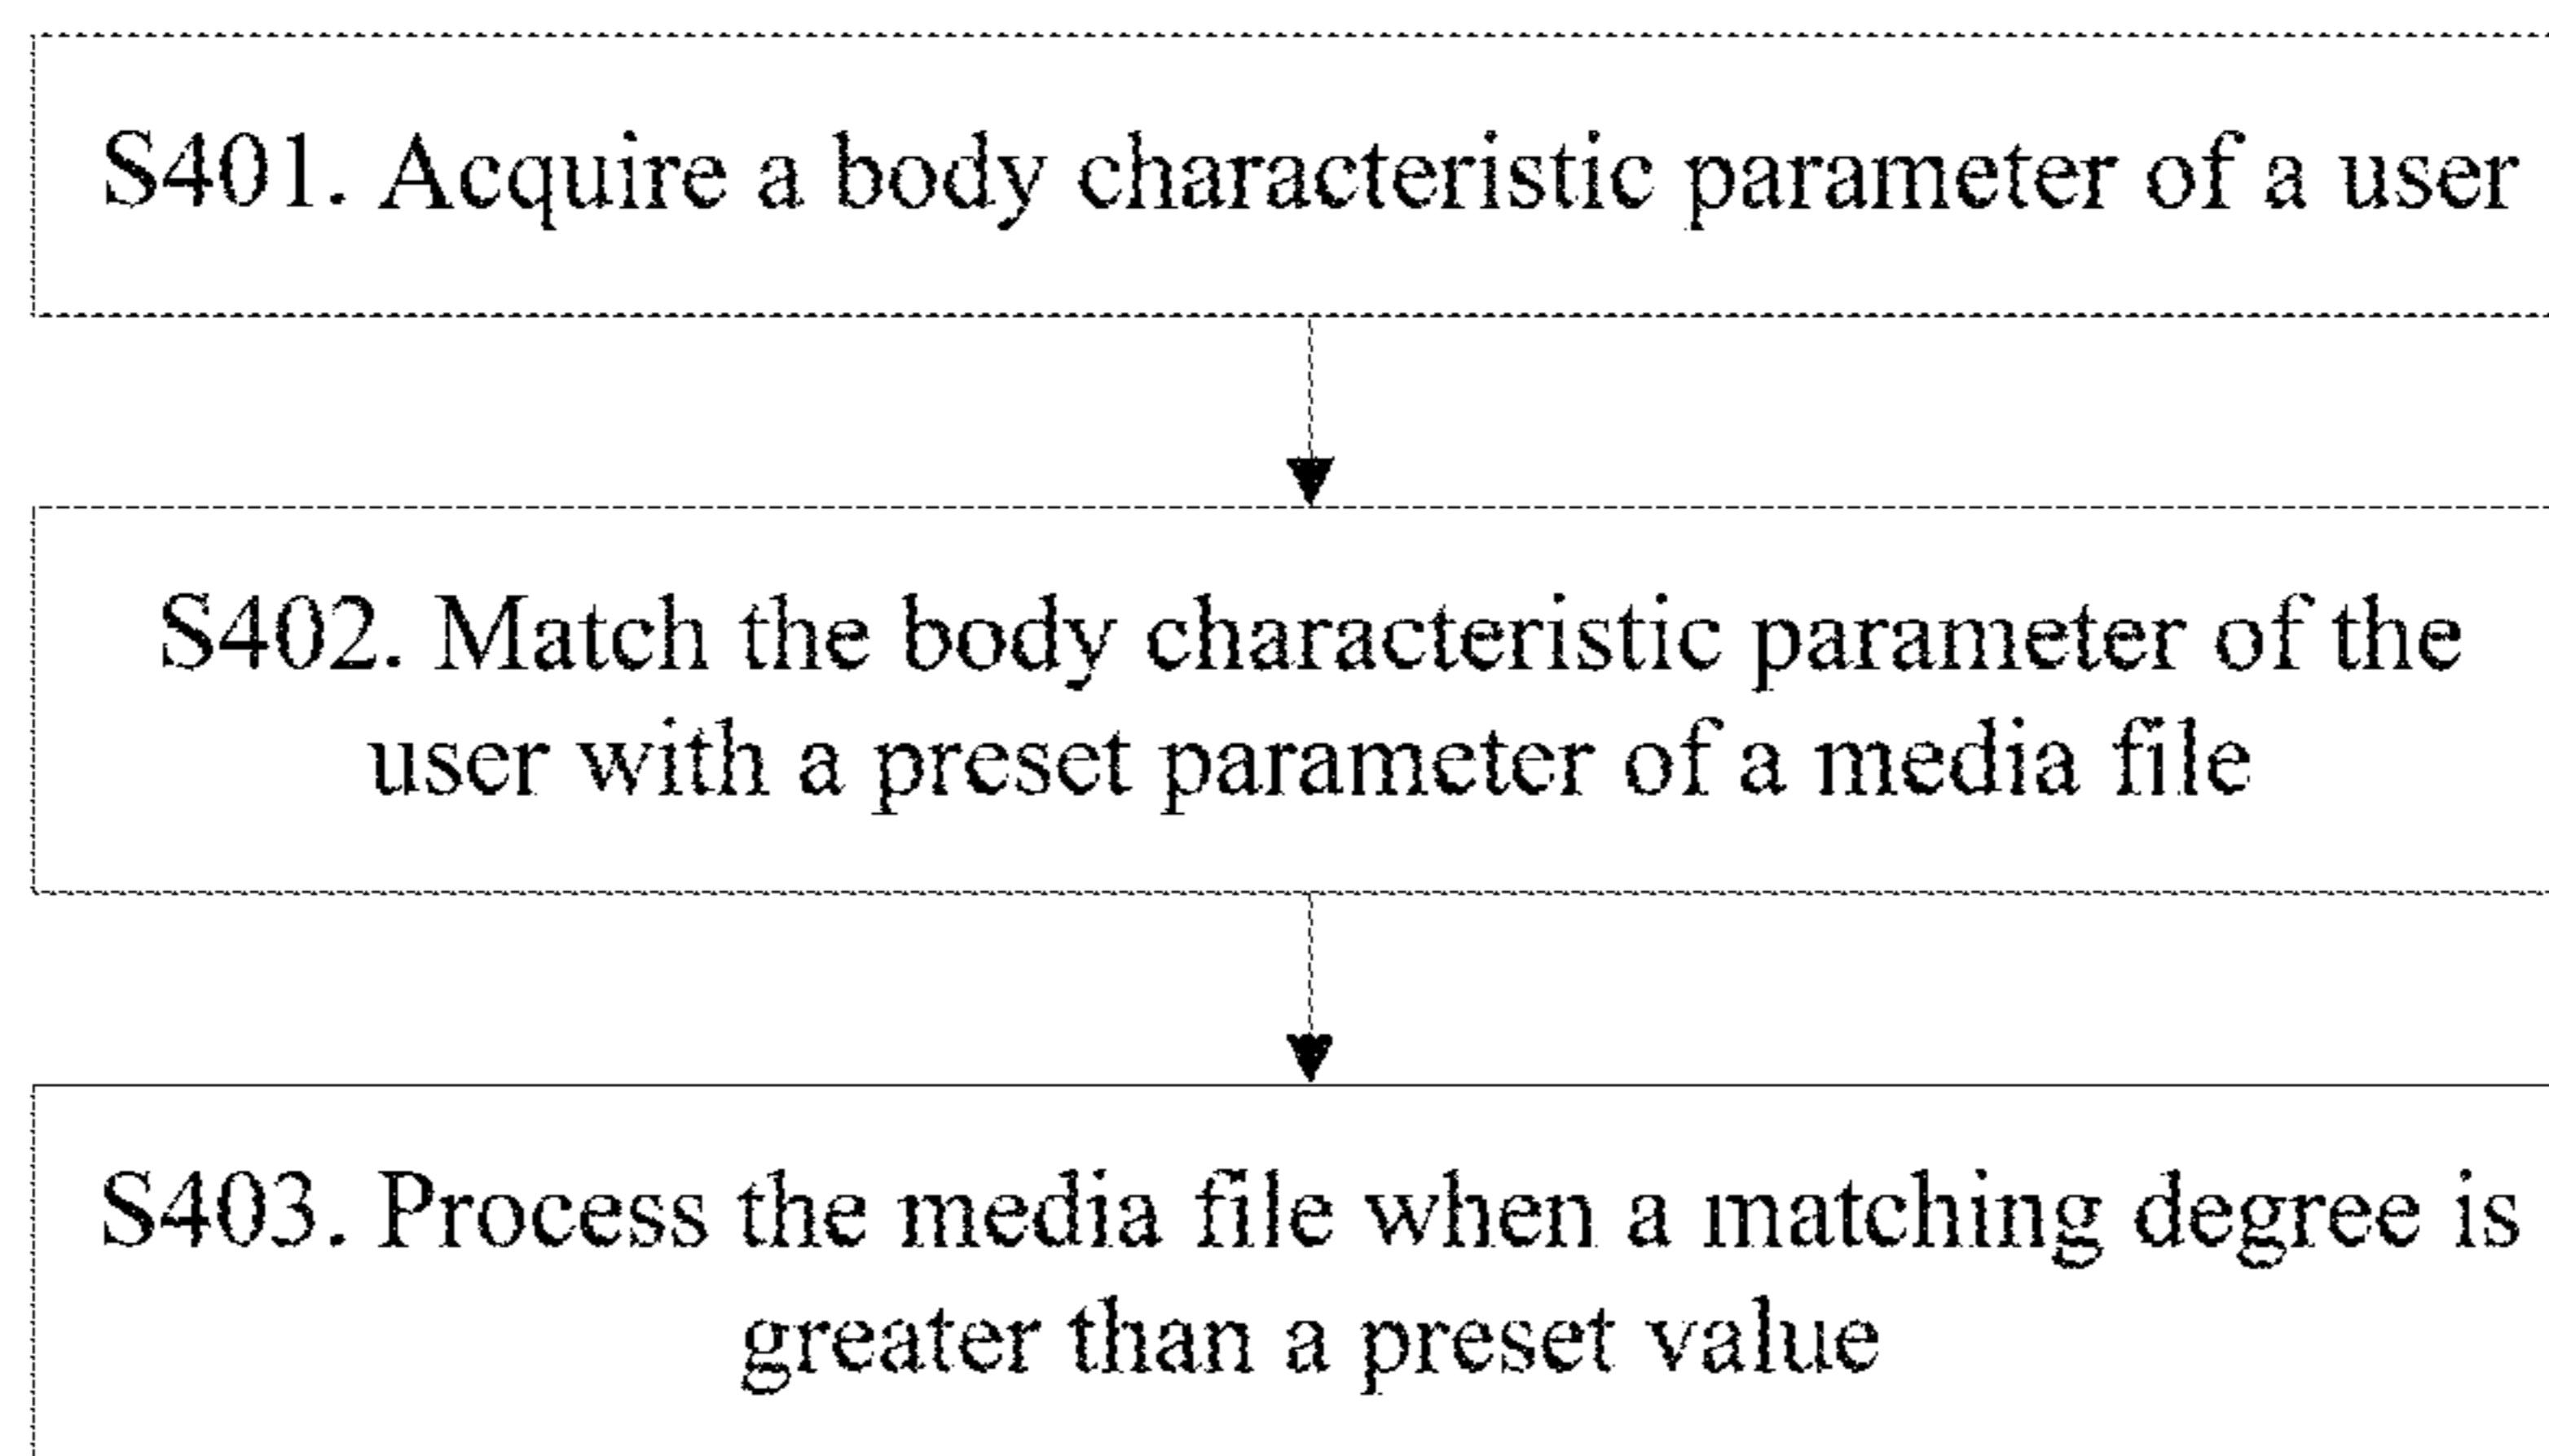 S401. Acquire a body characteristic parameter of a user
S402. Match the body characteristic parameter of the
user with a preset parameter of a media file
S403. Process the media file when a matching degree is
greater than a preset value